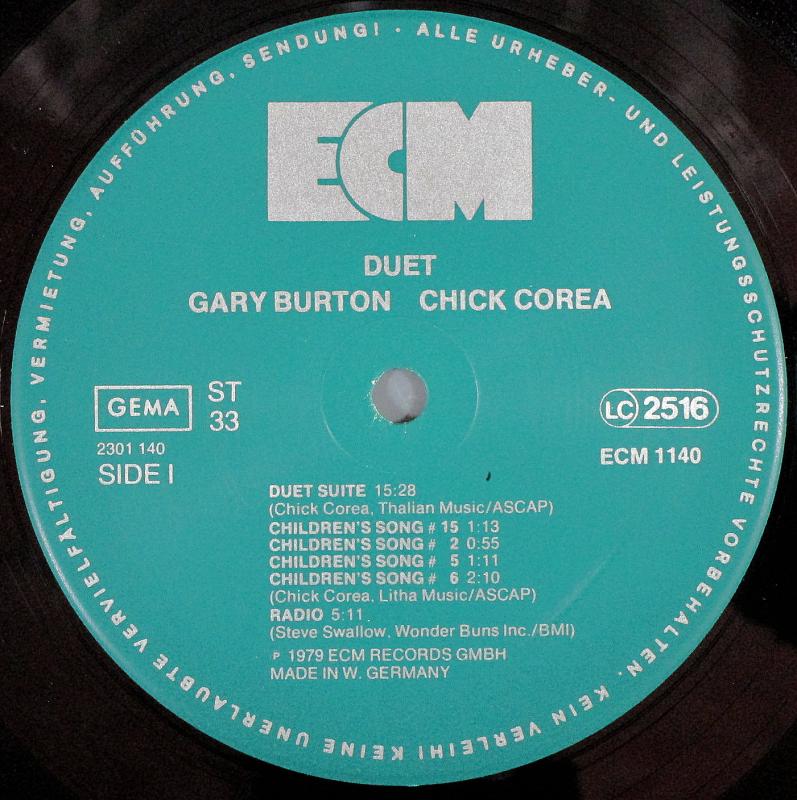 ALLE URHEBER- UND LEISTUNGSSCHUTZRECHTE VORBEHALTEN. KEIN VERLEIH! KEINE UNERLAUBTE VERVIELFÄLTIGUNG, VERMIETUNG, AUFFÜHRUNG, SENDUNG! ·
ECM
DUET
GARY BURTON CHICK COREA
GEMA
ST
33
LC 2516
2301 140
SIDE I
ECM 1140
DUET SUITE 15:28
(Chick Corea, Thalian Music/ASCAP)
CHILDREN'S SONG # 15 1:13
CHILDREN'S SONG # 2 0:55
CHILDREN'S SONG # 5 1:11
CHILDREN'S SONG # 6 2:10
(Chick Corea, Litha Music/ASCAP)
RADIO 5:11
(Steve Swallow, Wonder Buns Inc./BMI)
P 1979 ECM RECORDS GMBH
MADE IN W. GERMANY